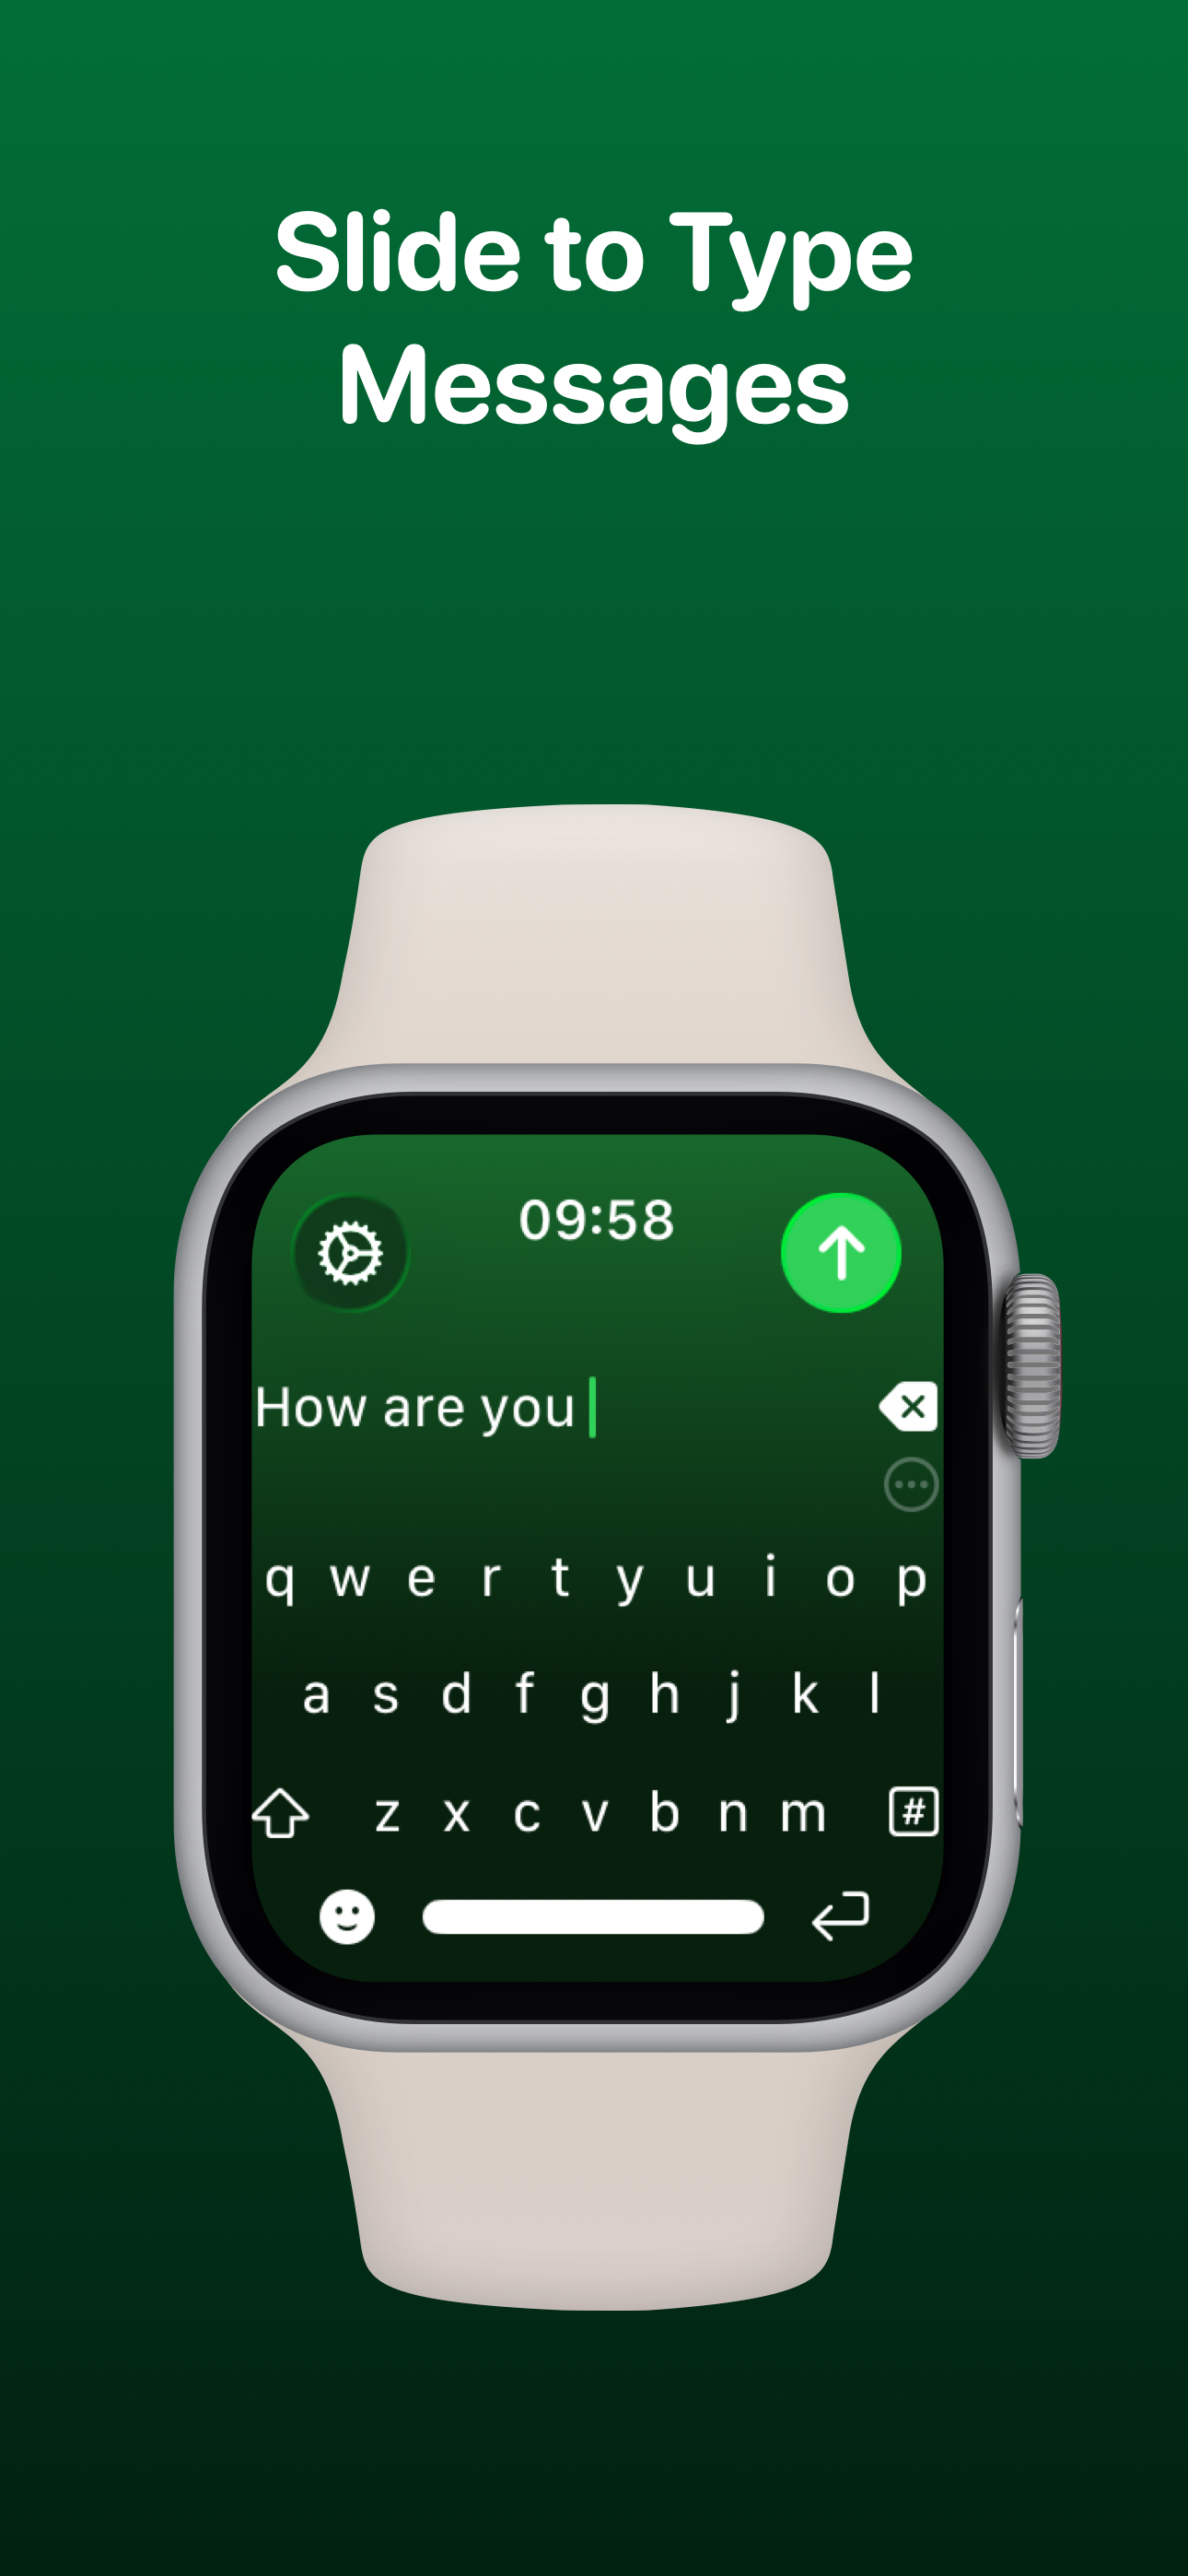 Slide to Type
Messages
09:58
How are you
q w e r t y u i o p
a s d f g h j k l
z x c v b n m #